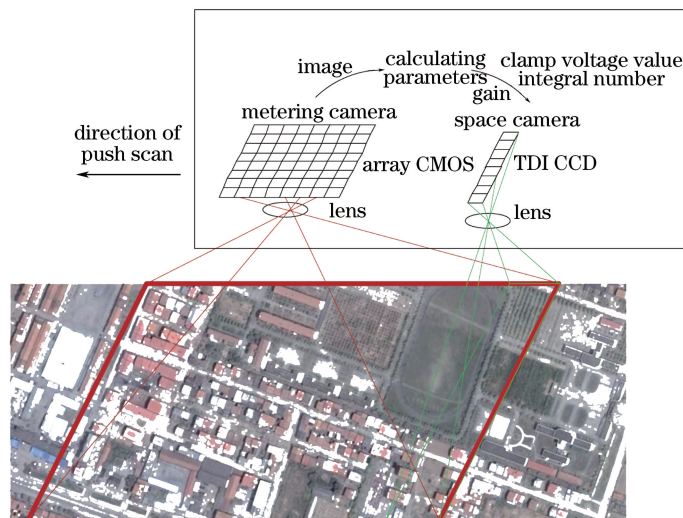 image
calculating
parameters
clamp voltage value
integral number
gain
metering camera
space camera
direction of
push scan
array CMOS
TDI CCD
lens
lens